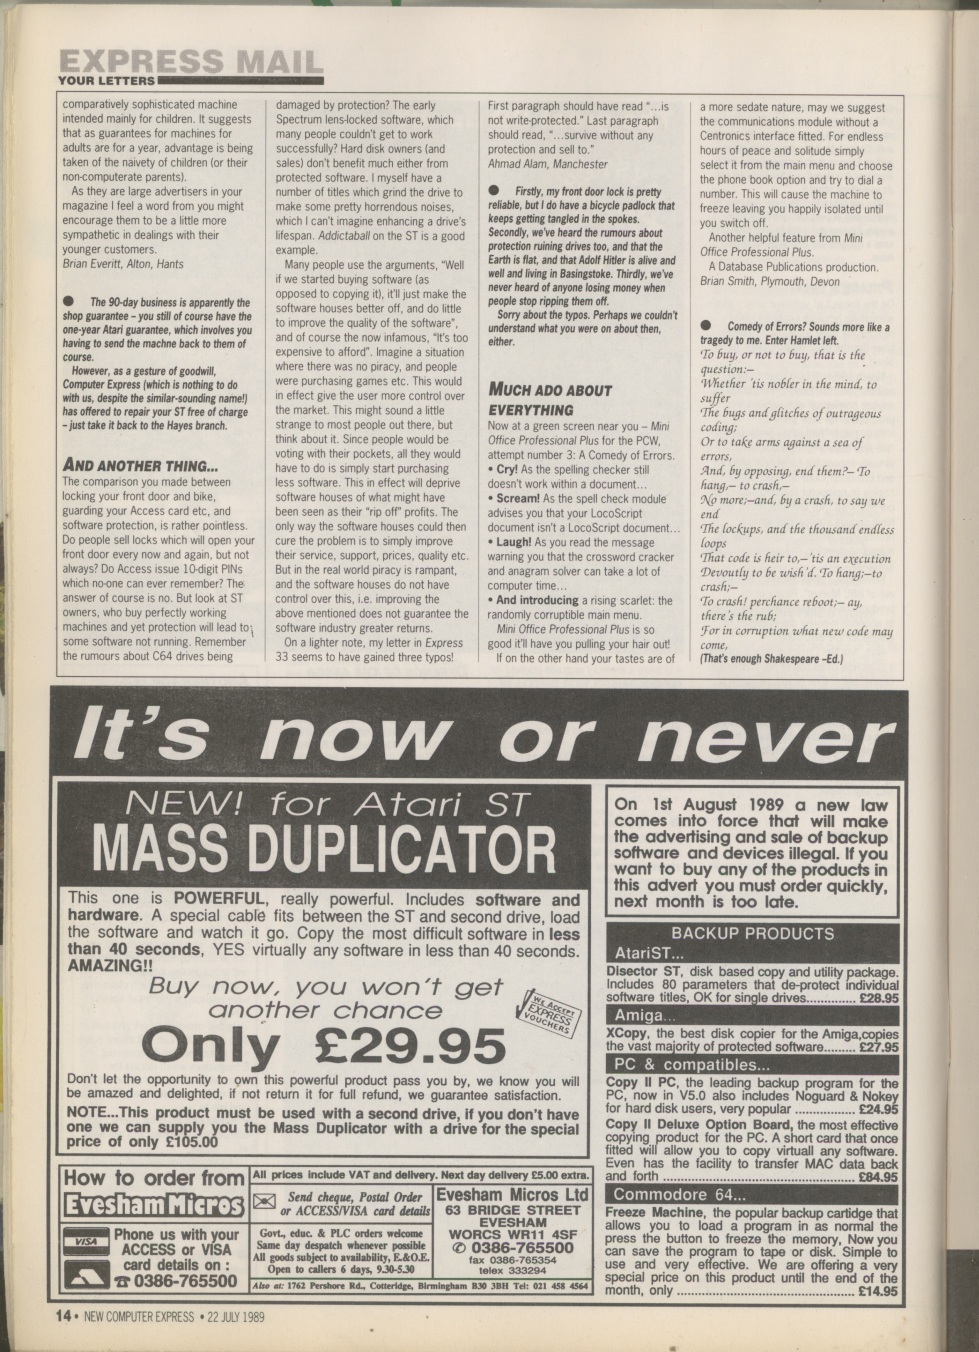 EXPRESS MAIL
YOUR LETTERS
comparatively sophisticated machine
intended mainly for children. It suggests
that as guarantees for machines for
adults are for a year, advantage is being
taken of the naivety of children (or their
non-computerate parents).
As they are large advertisers in your
magazine I feel a word from you might
encourage them to be a little more
sympathetic in dealings with their
younger customers.
Brian Everitt, Alton, Hants
● The 90-day business is apparently the
shop guarantee – you still of course have the
one-year Atari guarantee, which involves you
having to send the machne back to them of
course.
However, as a gesture of goodwill,
Computer Express (which is nothing to do
with us, despite the similar-sounding name!)
has offered to repair your ST free of charge
– just take it back to the Hayes branch.
AND ANOTHER THING...
The comparison you made between
locking your front door and bike,
guarding your Access card etc, and
software protection, is rather pointless.
Do people sell locks which will open your
front door every now and again, but not
always? Do Access issue 10-digit PINs
which no-one can ever remember? The
answer of course is no. But look at ST
owners, who buy perfectly working
machines and yet protection will lead to
some software not running. Remember
the rumours about C64 drives being
damaged by protection? The early
Spectrum lens-locked software, which
many people couldn't get to work
successfully? Hard disk owners (and
sales) don't benefit much either from
protected software. I myself have a
number of titles which grind the drive to
make some pretty horrendous noises,
which I can't imagine enhancing a drive's
lifespan. Addictaball on the ST is a good
example.
Many people use the arguments, "Well
if we started buying software (as
opposed to copying it), it'll just make the
software houses better off, and do little
to improve the quality of the software",
and of course the now infamous, "It's too
expensive to afford". Imagine a situation
where there was no piracy, and people
were purchasing games etc. This would
in effect give the user more control over
the market. This might sound a little
strange to most people out there, but
think about it. Since people would be
voting with their pockets, all they would
have to do is simply start purchasing
less software. This in effect will deprive
software houses of what might have
been seen as their "rip off" profits. The
only way the software houses could then
cure the problem is to simply improve
their service, support, prices, quality etc.
But in the real world piracy is rampant,
and the software houses do not have
control over this, i.e. improving the
above mentioned does not guarantee the
software industry greater returns.
On a lighter note, my letter in Express
33 seems to have gained three typos!
First paragraph should have read "...is
not write-protected." Last paragraph
should read, "...survive without any
protection and sell to."
Ahmad Alam, Manchester
● Firstly, my front door lock is pretty
reliable, but I do have a bicycle padlock that
keeps getting tangled in the spokes.
Secondly, we've heard the rumours about
protection ruining drives too, and that the
Earth is flat, and that Adolf Hitler is alive and
well and living in Basingstoke. Thirdly, we've
never heard of anyone losing money when
people stop ripping them off.
Sorry about the typos. Perhaps we couldn't
understand what you were on about then,
either.
MUCH ADO ABOUT
EVERYTHING
Now at a green screen near you – Mini
Office Professional Plus for the PCW,
attempt number 3: A Comedy of Errors.
• Cry! As the spelling checker still
doesn't work within a document...
• Scream! As the spell check module
advises you that your LocoScript
document isn't a LocoScript document...
• Laugh! As you read the message
warning you that the crossword cracker
and anagram solver can take a lot of
computer time...
• And introducing a rising scarlet: the
randomly corruptible main menu.
Mini Office Professional Plus is so
good it'll have you pulling your hair out!
If on the other hand your tastes are of
a more sedate nature, may we suggest
the communications module without a
Centronics interface fitted. For endless
hours of peace and solitude simply
select it from the main menu and choose
the phone book option and try to dial a
number. This will cause the machine to
freeze leaving you happily isolated until
you switch off.
Another helpful feature from Mini
Office Professional Plus.
A Database Publications production.
Brian Smith, Plymouth, Devon
● Comedy of Errors? Sounds more like a
tragedy to me. Enter Hamlet left.
To buy, or not to buy, that is the
question:–
Whether 'tis nobler in the mind, to
suffer
The bugs and glitches of outrageous
coding;
Or to take arms against a sea of
errors,
And, by opposing, end them?– To
hang,– to crash,–
No more;–and, by a crash, to say we
end
The lockups, and the thousand endless
loops
That code is heir to,– 'tis an execution
Devoutly to be wish'd. To hang;–to
crash;–
To crash! perchance reboot;– ay,
there's the rub;
For in corruption what new code may
come,
(That's enough Shakespeare –Ed.)
It's now or never
NEW! for Atari ST
MASS DUPLICATOR
This one is POWERFUL, really powerful. Includes software and
hardware. A special cable fits between the ST and second drive, load
the software and watch it go. Copy the most difficult software in less
than 40 seconds, YES virtually any software in less than 40 seconds.
AMAZING!!
Buy now, you won't get
another chance
WE ACCEPT
EXPRESS
VOUCHERS
Only £29.95
Don't let the opportunity to own this powerful product pass you by, we know you will
be amazed and delighted, if not return it for full refund, we guarantee satisfaction.
NOTE...This product must be used with a second drive, if you don't have
one we can supply you the Mass Duplicator with a drive for the special
price of only £105.00
How to order from
Evesham Micros
VISA
Phone us with your
ACCESS or VISA
card details on :
☎ 0386-765500
All prices include VAT and delivery. Next day delivery £5.00 extra.
Send cheque, Postal Order
or ACCESS/VISA card details
Govt., educ. & PLC orders welcome
Same day despatch whenever possible
All goods subject to availability, E.&O.E.
Open to callers 6 days, 9.30-5.30
Evesham Micros Ltd
63 BRIDGE STREET
EVESHAM
WORCS WR11 4SF
✆ 0386-765500
fax 0386-765354
telex 333294
Also at: 1762 Pershore Rd., Cotteridge, Birmingham B30 3BH Tel: 021 458 4564
On 1st August 1989 a new law
comes into force that will make
the advertising and sale of backup
software and devices illegal. If you
want to buy any of the products in
this advert you must order quickly,
next month is too late.
BACKUP PRODUCTS
AtariST...
Disector ST, disk based copy and utility package.
Includes 80 parameters that de-protect individual
software titles, OK for single drives............. £28.95
Amiga...
XCopy, the best disk copier for the Amiga,copies
the vast majority of protected software......... £27.95
PC & compatibles...
Copy II PC, the leading backup program for the
PC, now in V5.0 also includes Noguard & Nokey
for hard disk users, very popular ................ £24.95
Copy II Deluxe Option Board, the most effective
copying product for the PC. A short card that once
fitted will allow you to copy virtuall any software.
Even has the facility to transfer MAC data back
and forth ..................................................... £84.95
Commodore 64...
Freeze Machine, the popular backup cartidge that
allows you to load a program in as normal the
press the button to freeze the memory, Now you
can save the program to tape or disk. Simple to
use and very effective. We are offering a very
special price on this product until the end of the
month, only .................................................. £14.95
14 • NEW COMPUTER EXPRESS • 22 JULY 1989